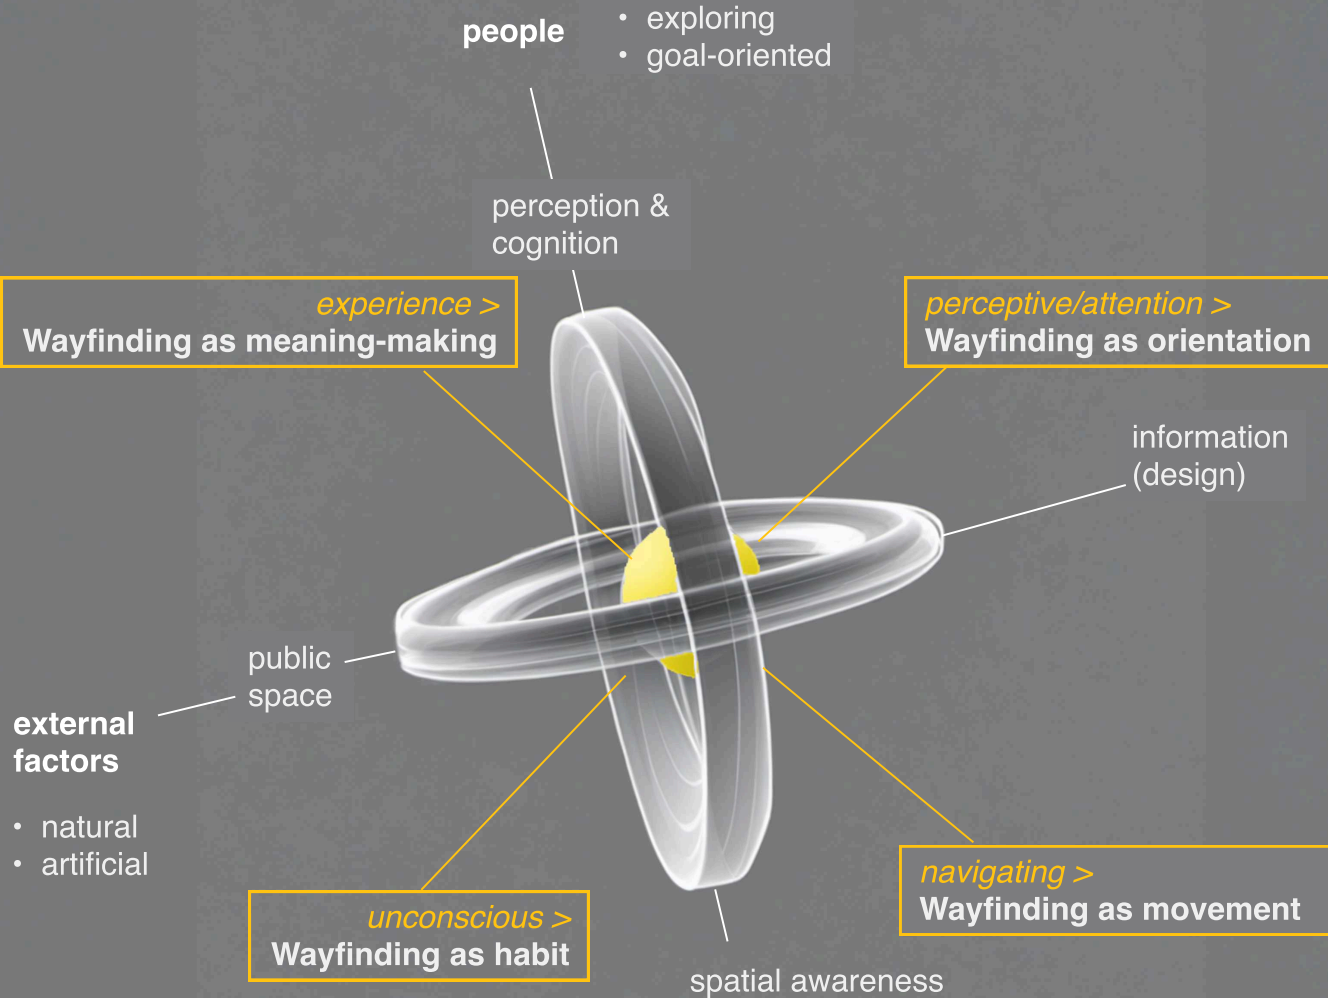 people
• exploring
• goal-oriented
perception &
cognition
experience >
Wayfinding as meaning-making
perceptive/attention >
Wayfinding as orientation
information
(design)
public
space
external
factors
• natural
• artificial
unconscious >
Wayfinding as habit
navigating >
Wayfinding as movement
spatial awareness